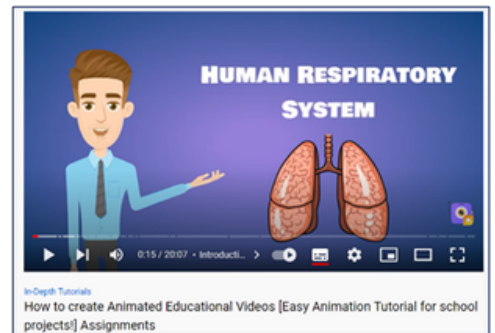 HUMAN RESPIRATORY
SYSTEM
0:15 / 20:07 • Introducti... >
In-Depth Tutorials
How to create Animated Educational Videos [Easy Animation Tutorial for school
projects!] Assignments